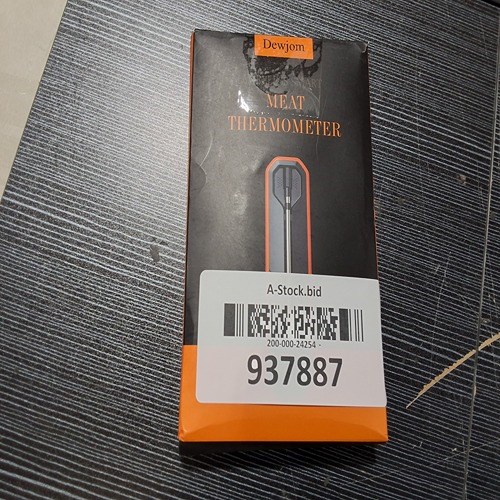 Dewjom
MEAT
THERMOMETER
A-Stock.bid
200-000-24254 -
937887